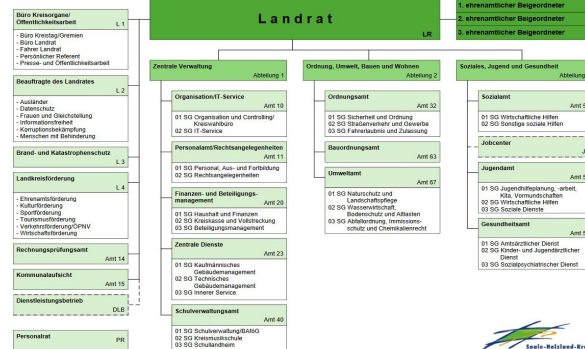 Büro Kreisorgane/
Öffentlichkeitsarbeit
L 1
- Büro Kreistag/Gremien
- Büro Landrat
- Fahrer Landrat
- Persönlicher Referent
- Presse- und Öffentlichkeitsarbeit
Beauftragte des Landrates
L 2
- Ausländer
- Datenschutz
- Frauen und Gleichstellung
- Informationsfreiheit
- Korruptionsbekämpfung
- Menschen mit Behinderung
Brand- und Katastrophenschutz
L 3
Landkreisförderung
L 4
- Ehrenamtsförderung
- Kulturförderung
- Sportförderung
- Tourismusförderung
- Verkehrsförderung/ÖPNV
- Wirtschaftsförderung
Rechnungsprüfungsamt
Amt 14
Kommunalaufsicht
Amt 15
Dienstleistungsbetrieb
DLB
Personalrat
PR
Landrat
LR
1. ehrenamtlicher Beigeordneter
2. ehrenamtlicher Beigeordneter
3. ehrenamtlicher Beigeordneter
Zentrale Verwaltung
Abteilung 1
Organisation/IT-Service
Amt 10
01 SG Organisation und Controlling/
Kreiswahlbüro
02 SG IT-Service
Personalamt/Rechtsangelegenheiten
Amt 11
01 SG Personal, Aus- und Fortbildung
02 SG Rechtsangelegenheiten
Finanzen- und Beteiligungs-
management
Amt 20
01 SG Haushalt und Finanzen
02 SG Kreiskasse und Vollstreckung
03 SG Beteiligungsmanagement
Zentrale Dienste
Amt 23
01 SG Kaufmännisches
Gebäudemanagement
02 SG Technisches
Gebäudemanagement
03 SG Innerer Service
Schulverwaltungsamt
Amt 40
01 SG Schulverwaltung/BAföG
02 SG Kreismusikschule
03 SG Schullandheim
Ordnung, Umwelt, Bauen und Wohnen
Abteilung 2
Ordnungsamt
Amt 32
01 SG Sicherheit und Ordnung
02 SG Straßenverkehr und Gewerbe
03 SG Fahrerlaubnis und Zulassung
Bauordnungsamt
Amt 63
Umweltamt
Amt 67
01 SG Naturschutz und
Landschaftspflege
02 SG Wasserwirtschaft,
Bodenschutz und Altlasten
03 SG Abfallordnung, Immissions-
schutz und Chemikalienrecht
Soziales, Jugend und Gesundheit
Abteilung
Sozialamt
Amt 5
01 SG Wirtschaftliche Hilfen
02 SG Sonstige soziale Hilfen
Jobcenter
J
Jugendamt
Amt 5
01 SG Jugendhilfeplanung, -arbeit,
Kita, Vormundschaften
02 SG Wirtschaftliche Hilfen
03 SG Soziale Dienste
Gesundheitsamt
Amt 5
01 SG Amtsärztlicher Dienst
02 SG Kinder- und Jugendärztlicher
Dienst
03 SG Sozialpsychiatrischer Dienst
Saale-Holzland-Kre